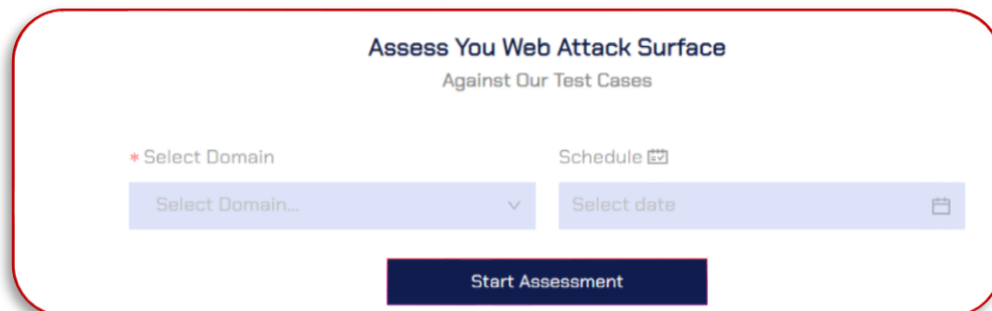 Assess You Web Attack Surface
Against Our Test Cases
* Select Domain
Schedule
Select Domain...
Select date
Start Assessment